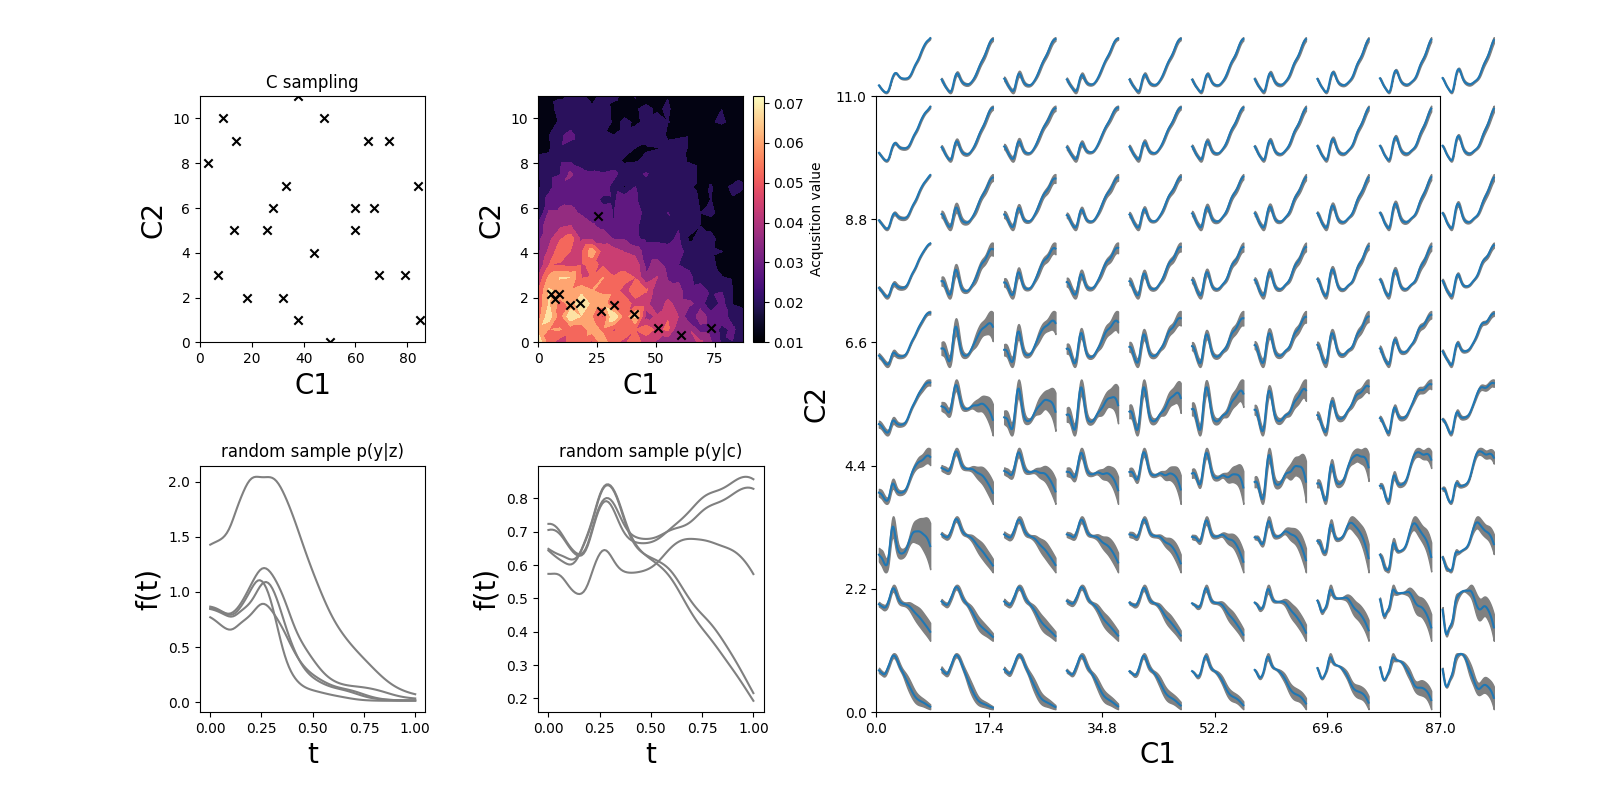 C sampling
C2
10
8
6
4
2
0
0 20 40 60 80
C1
C2
10
8
6
4
2
0
0 25 50 75
C1
0.07
0.06
0.05
0.04
0.03
0.02
0.01
Acqusition value
random sample p(y|z)
f(t)
2.0
1.5
1.0
0.5
0.0
0.00 0.25 0.50 0.75 1.00
t
random sample p(y|c)
f(t)
0.8
0.7
0.6
0.5
0.4
0.3
0.2
0.00 0.25 0.50 0.75 1.00
t
C2
11.0
8.8
6.6
4.4
2.2
0.0
0.0 17.4 34.8 52.2 69.6 87.0
C1